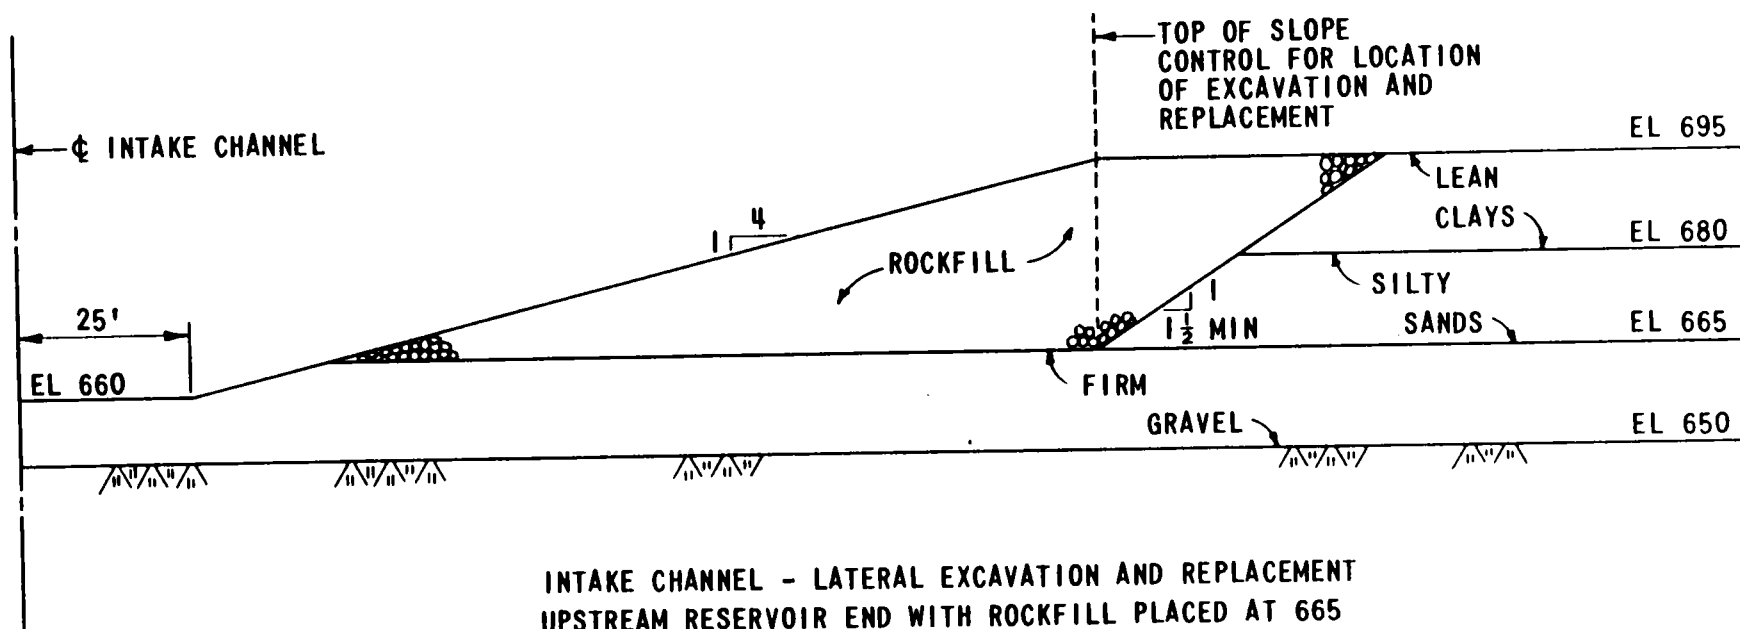 TOP OF SLOPE
CONTROL FOR LOCATION
OF EXCAVATION AND
REPLACEMENT
EL 695
℄ INTAKE CHANNEL
LEAN
CLAYS
4
1
EL 680
ROCKFILL
SILTY
1
1 1/2 MIN
SANDS
EL 665
25'
EL 660
FIRM
GRAVEL
EL 650
INTAKE CHANNEL - LATERAL EXCAVATION AND REPLACEMENT
UPSTREAM RESERVOIR END WITH ROCKFILL PLACED AT 665